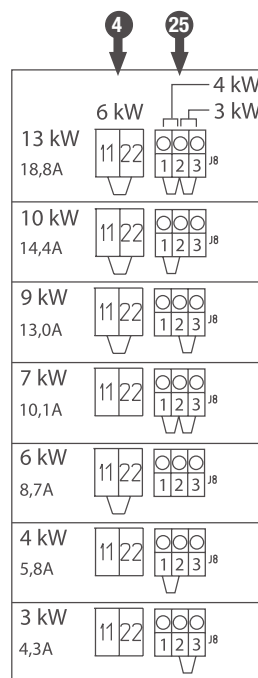 4 25
4 kW
6 kW 3 kW
13 kW 11 22 1 2 3 J8
18,8A
10 kW 11 22 1 2 3 J8
14,4A
9 kW 11 22 1 2 3 J8
13,0A
7 kW 11 22 1 2 3 J8
10,1A
6 kW 11 22 1 2 3 J8
8,7A
4 kW 11 22 1 2 3 J8
5,8A
3 kW 11 22 1 2 3 J8
4,3A